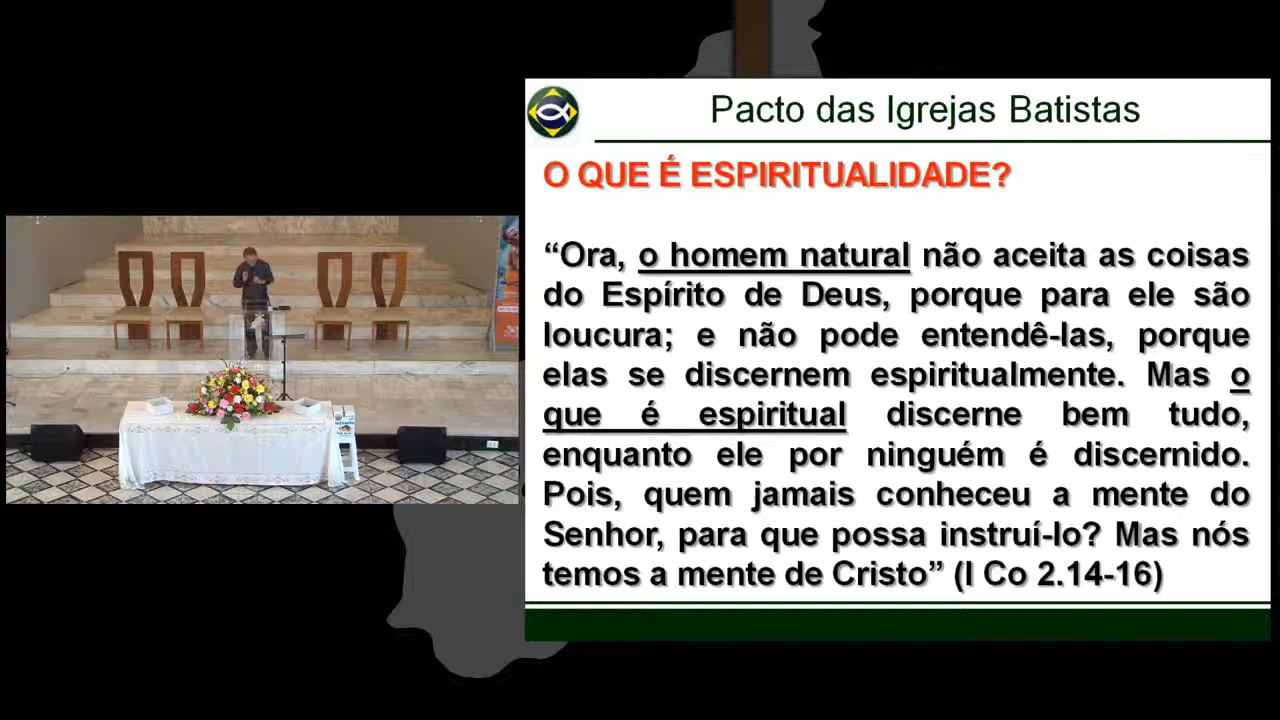 Pacto das Igrejas Batistas
O QUE É ESPIRITUALIDADE?
“Ora, o homem natural não aceita as coisas
do Espírito de Deus, porque para ele são
loucura; e não pode entendê-las, porque
elas se discernem espiritualmente. Mas o
que é espiritual discerne bem tudo,
enquanto ele por ninguém é discernido.
Pois, quem jamais conheceu a mente do
Senhor, para que possa instruí-lo? Mas nós
temos a mente de Cristo” (I Co 2.14-16)